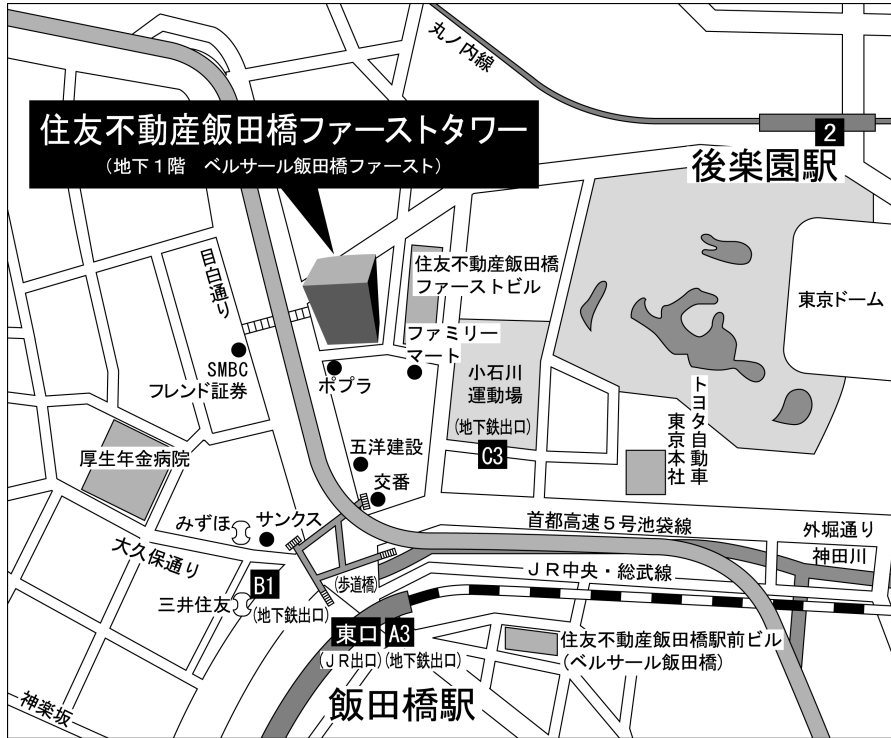 丸ノ内線
住友不動産飯田橋ファーストタワー
(地下1階 ベルサール飯田橋ファースト)
2
後楽園駅
目白通り
住友不動産飯田橋
ファーストビル
東京ドーム
ファミリー
マート
SMBC
フレンド証券
ポプラ
小石川
運動場
(地下鉄出口)
C3
トヨタ自動車
東京本社
厚生年金病院
五洋建設
交番
みずほ
サンクス
首都高速5号池袋線
外堀通り
神田川
大久保通り
JR中央・総武線
(歩道橋)
B1
(地下鉄出口)
三井住友
東口
A3
(JR出口)
(地下鉄出口)
住友不動産飯田橋駅前ビル
(ベルサール飯田橋)
飯田橋駅
神楽坂